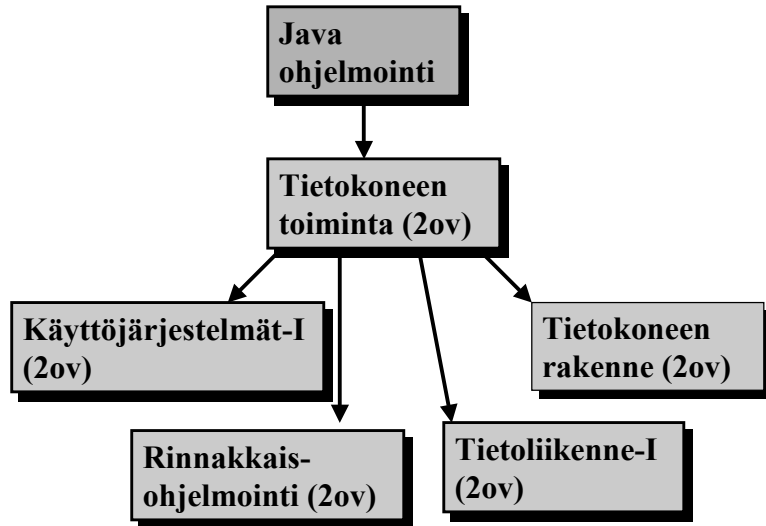 Java
ohjelmointi
Tietokoneen
toiminta (2ov)
Käyttöjärjestelmät-I
(2ov)
Tietokoneen
rakenne (2ov)
Rinnakkais-
ohjelmointi (2ov)
Tietoliikenne-I
(2ov)